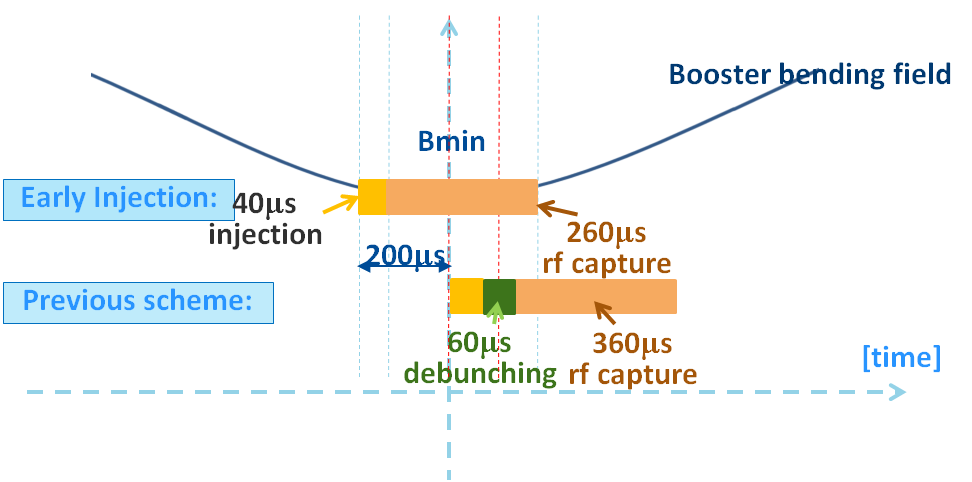 Booster bending field
Bmin
Early Injection:
40μs
injection
260μs
rf capture
200μs
Previous scheme:
60μs
debunching
360μs
rf capture
[time]